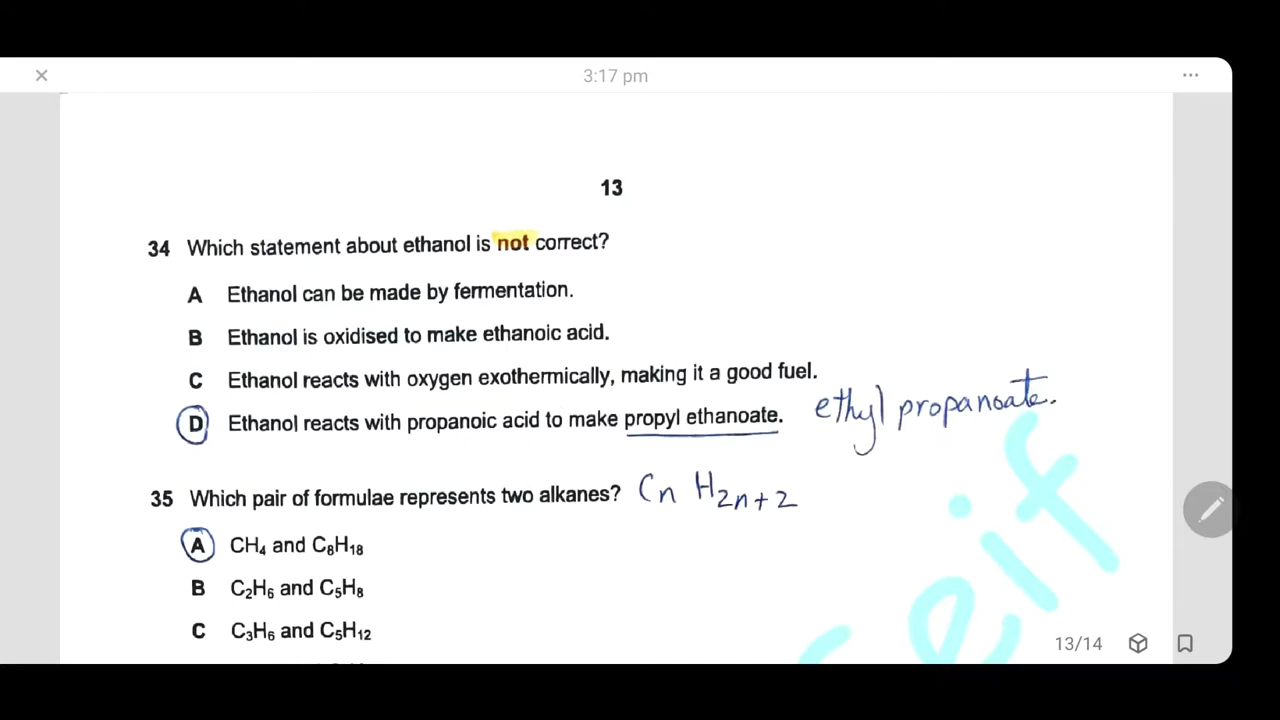 3:17 pm
13
34 Which statement about ethanol is not correct?
A Ethanol can be made by fermentation.
B Ethanol is oxidised to make ethanoic acid.
C Ethanol reacts with oxygen exothermically, making it a good fuel.
D Ethanol reacts with propanoic acid to make propyl ethanoate. ethyl propanoate.
35 Which pair of formulae represents two alkanes? Cn H2n+2
A CH₄ and C₈H₁₈
B C₂H₆ and C₅H₈
C C₃H₆ and C₅H₁₂
Seif
13/14